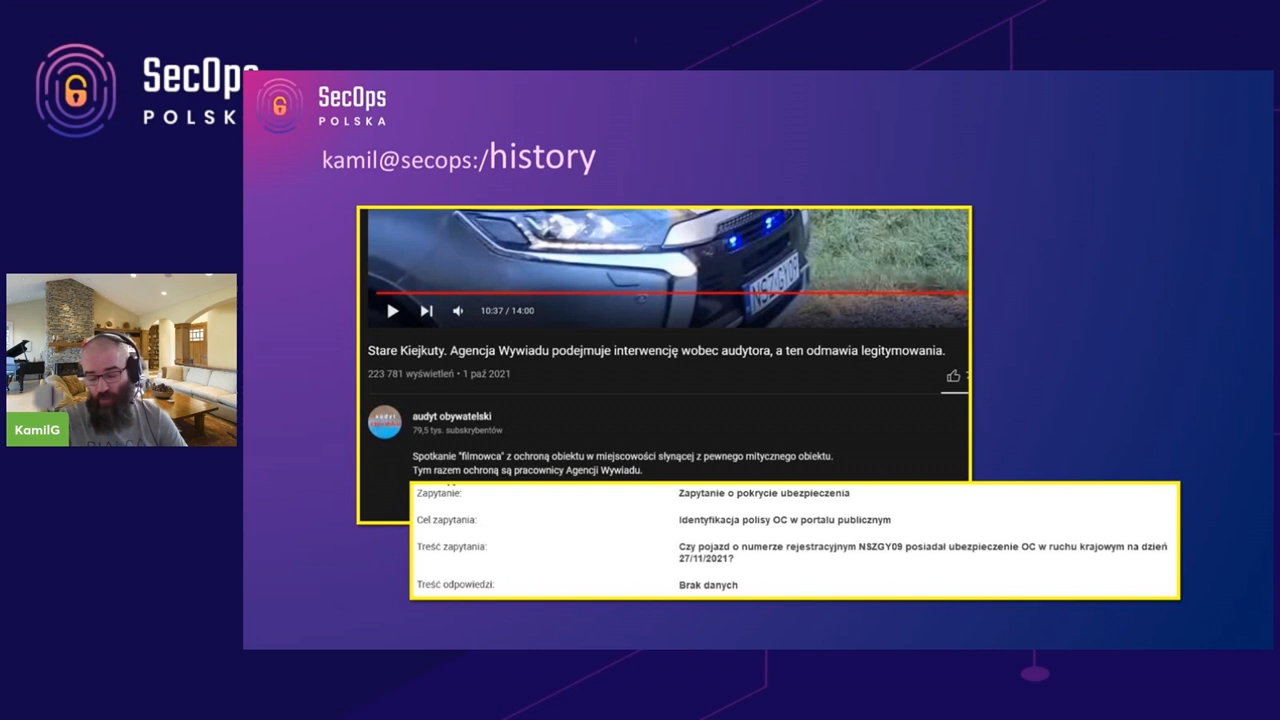 SecOps
POLSK
SecOps
POLSKA
kamil@secops:/history
NSZGY09
10:37 / 14:00
Stare Kiejkuty. Agencja Wywiadu podejmuje interwencję wobec audytora, a ten odmawia legitymowania.
223 781 wyświetleń • 1 paź 2021
audyt obywatelski
79,5 tys. subskrybentów
Spotkanie "filmowca" z ochroną obiektu w miejscowości słynącej z pewnego mitycznego obiektu.
Tym razem ochroną są pracownicy Agencji Wywiadu.
Zapytanie: Zapytanie o pokrycie ubezpieczenia
Cel zapytania: Identyfikacja polisy OC w portalu publicznym
Treść zapytania: Czy pojazd o numerze rejestracyjnym NSZGY09 posiadał ubezpieczenie OC w ruchu krajowym na dzień
27/11/2021?
Treść odpowiedzi: Brak danych
KamilG